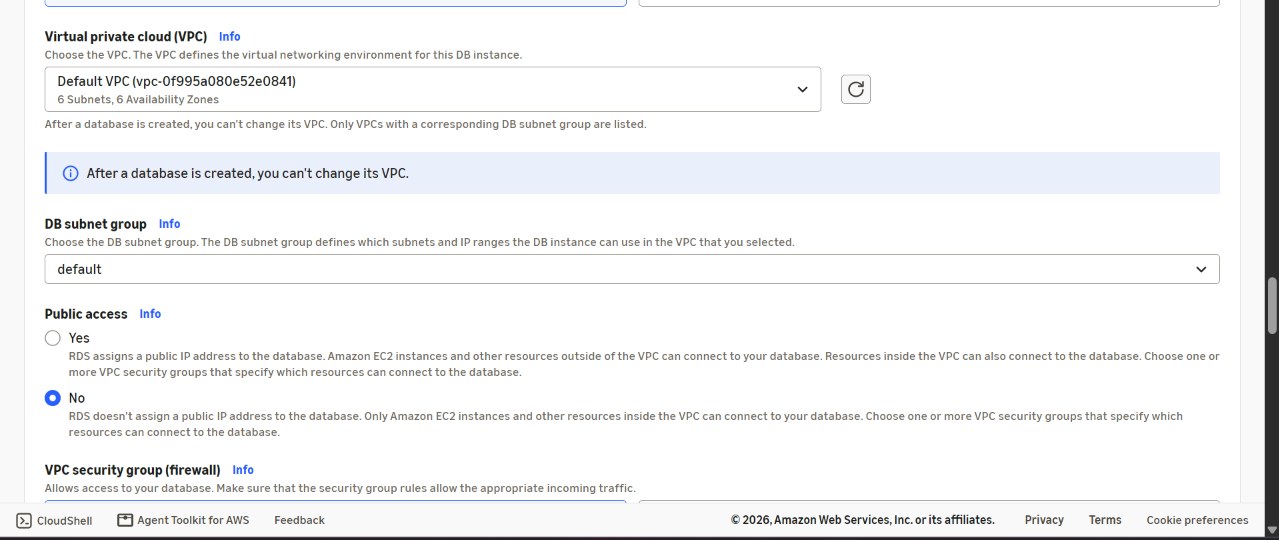 Virtual private cloud (VPC) Info
Choose the VPC. The VPC defines the virtual networking environment for this DB instance.
Default VPC (vpc-0f995a080e52e0841)
6 Subnets, 6 Availability Zones
After a database is created, you can't change its VPC. Only VPCs with a corresponding DB subnet group are listed.
After a database is created, you can't change its VPC.
DB subnet group Info
Choose the DB subnet group. The DB subnet group defines which subnets and IP ranges the DB instance can use in the VPC that you selected.
default
Public access Info
Yes
RDS assigns a public IP address to the database. Amazon EC2 instances and other resources outside of the VPC can connect to your database. Resources inside the VPC can also connect to the database. Choose one or
more VPC security groups that specify which resources can connect to the database.
No
RDS doesn't assign a public IP address to the database. Only Amazon EC2 instances and other resources inside the VPC can connect to your database. Choose one or more VPC security groups that specify which
resources can connect to the database.
VPC security group (firewall) Info
Allows access to your database. Make sure that the security group rules allow the appropriate incoming traffic.
CloudShell Agent Toolkit for AWS Feedback © 2026, Amazon Web Services, Inc. or its affiliates. Privacy Terms Cookie preferences